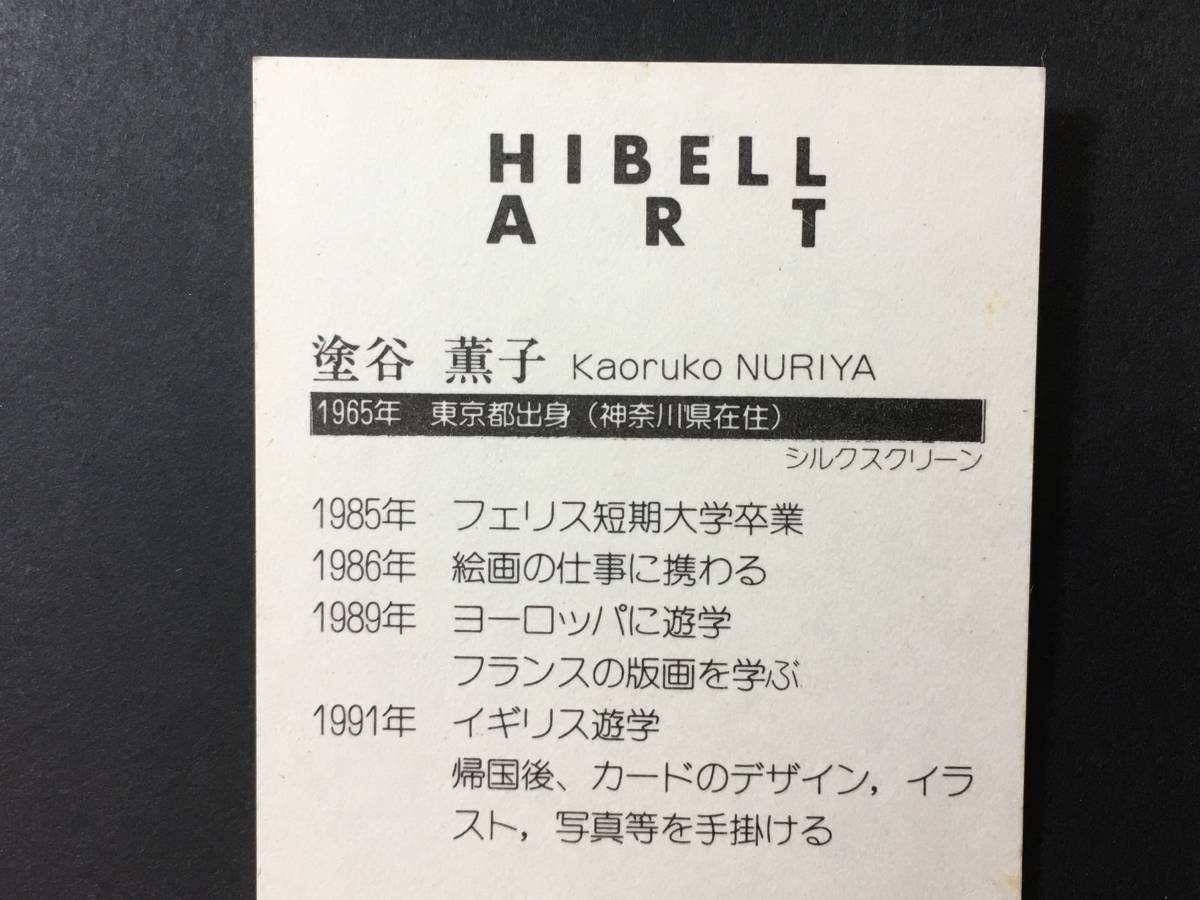 HIBELL
ART
塗谷 薫子 Kaoruko NURIYA
1965年 東京都出身(神奈川県在住)
シルクスクリーン
1985年 フェリス短期大学卒業
1986年 絵画の仕事に携わる
1989年 ヨーロッパに遊学
フランスの版画を学ぶ
1991年 イギリス遊学
帰国後、カードのデザイン,イラ
スト,写真等を手掛ける